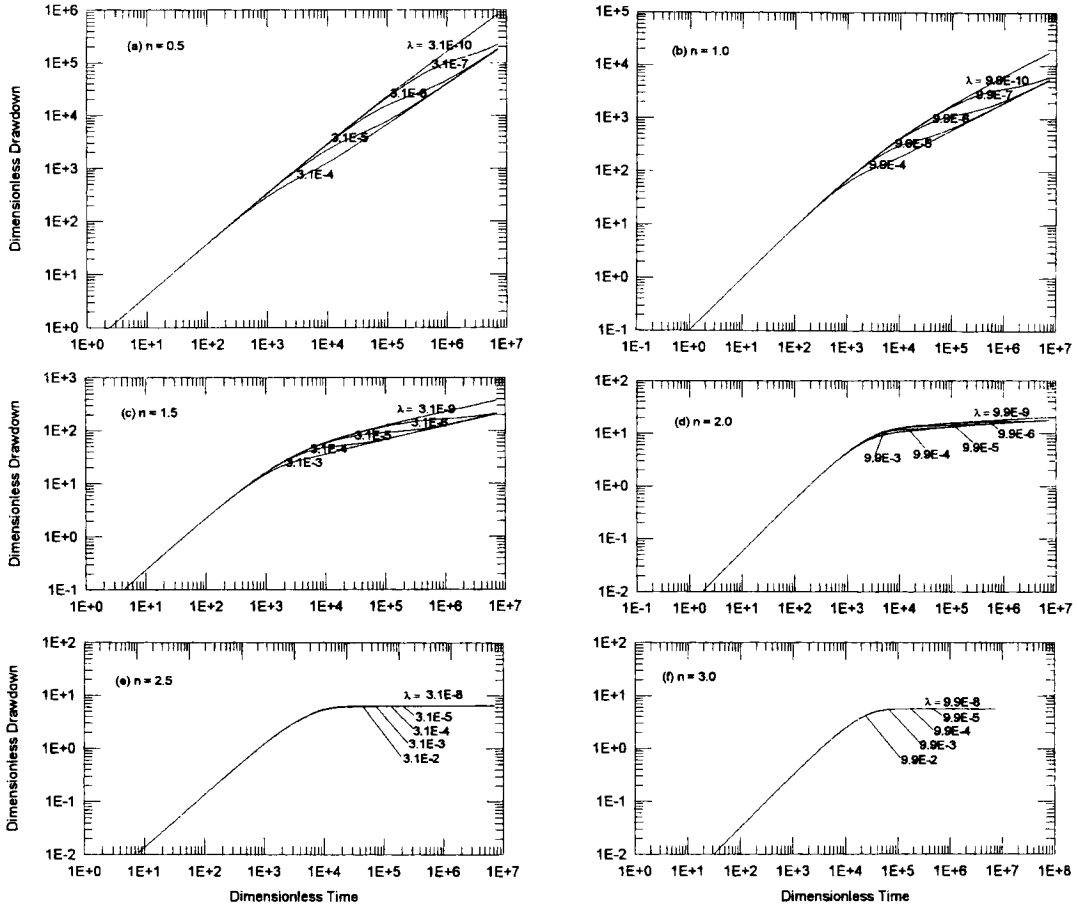 Dimensionless Drawdown
1E+6
1E+5
1E+4
1E+3
1E+2
1E+1
1E+0
(a) n = 0.5
λ = 3.1E-10
3.1E-7
3.1E-6
3.1E-5
3.1E-4
1E+0 1E+1 1E+2 1E+3 1E+4 1E+5 1E+6 1E+7
1E+5
1E+4
1E+3
1E+2
1E+1
1E+0
1E-1
(b) n = 1.0
λ = 9.9E-10
9.9E-7
9.9E-6
9.9E-5
9.9E-4
1E-1 1E+0 1E+1 1E+2 1E+3 1E+4 1E+5 1E+6 1E+7
Dimensionless Drawdown
1E+3
1E+2
1E+1
1E+0
1E-1
(c) n = 1.5
λ = 3.1E-9
3.1E-6
3.1E-5
3.1E-4
3.1E-3
1E+0 1E+1 1E+2 1E+3 1E+4 1E+5 1E+6 1E+7
1E+2
1E+1
1E+0
1E-1
1E-2
(d) n = 2.0
λ = 9.9E-9
9.9E-6
9.9E-5
9.9E-4
9.9E-3
1E-1 1E+0 1E+1 1E+2 1E+3 1E+4 1E+5 1E+6 1E+7
Dimensionless Drawdown
1E+2
1E+1
1E+0
1E-1
1E-2
(e) n = 2.5
λ = 3.1E-8
3.1E-5
3.1E-4
3.1E-3
3.1E-2
1E+0 1E+1 1E+2 1E+3 1E+4 1E+5 1E+6 1E+7
Dimensionless Time
1E+2
1E+1
1E+0
1E-1
1E-2
(f) n = 3.0
λ = 9.9E-8
9.9E-5
9.9E-4
9.9E-3
9.9E-2
1E+0 1E+1 1E+2 1E+3 1E+4 1E+5 1E+6 1E+7 1E+8
Dimensionless Time